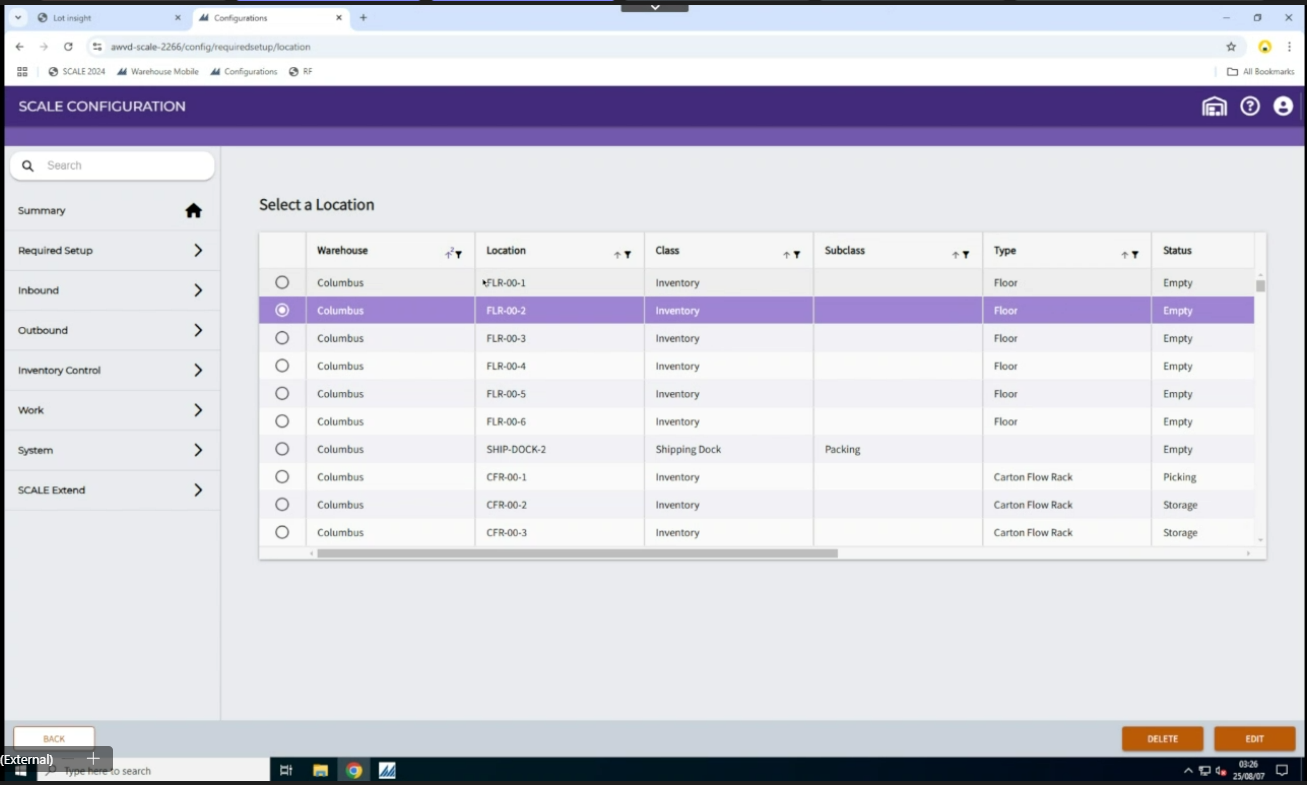 Lot insight
Configurations
awvd-scale-2266/config/requiredsetup/location
SCALE 2024 Warehouse Mobile Configurations RF All Bookmarks
SCALE CONFIGURATION
Search
Summary
Required Setup
Inbound
Outbound
Inventory Control
Work
System
SCALE Extend
Select a Location
Warehouse 2 Location Class Subclass Type Status
Columbus FLR-00-1 Inventory Floor Empty
Columbus FLR-00-2 Inventory Floor Empty
Columbus FLR-00-3 Inventory Floor Empty
Columbus FLR-00-4 Inventory Floor Empty
Columbus FLR-00-5 Inventory Floor Empty
Columbus FLR-00-6 Inventory Floor Empty
Columbus SHIP-DOCK-2 Shipping Dock Packing Empty
Columbus CFR-00-1 Inventory Carton Flow Rack Picking
Columbus CFR-00-2 Inventory Carton Flow Rack Storage
Columbus CFR-00-3 Inventory Carton Flow Rack Storage
BACK DELETE EDIT
(External)
Type here to search
03:26
25/08/07